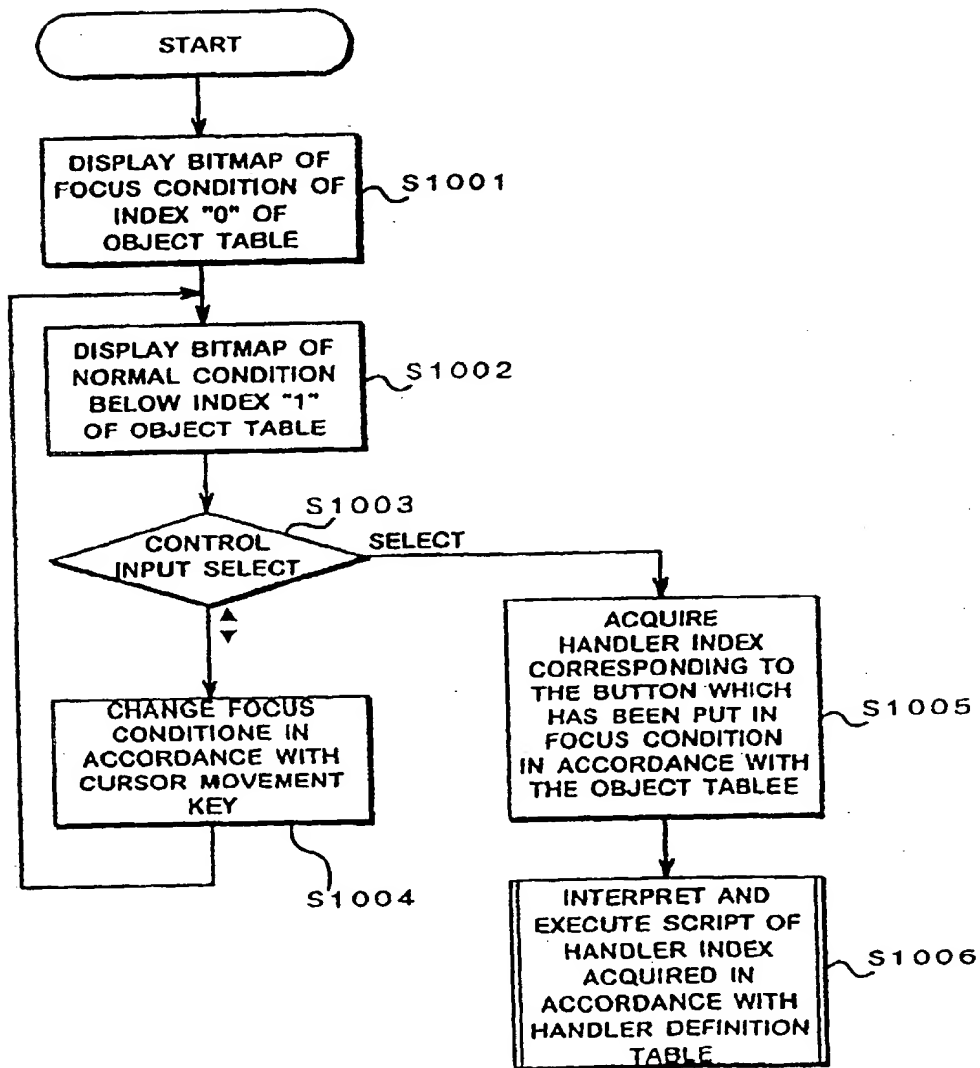 START
DISPLAY BITMAP OF
FOCUS CONDITION OF
INDEX "0" OF
OBJECT TABLE
S1001
DISPLAY BITMAP OF
NORMAL CONDITION
BELOW INDEX "1"
OF OBJECT TABLE
S1002
S1003
CONTROL
INPUT SELECT
SELECT
▲
▼
CHANGE FOCUS
CONDITIONE IN
ACCORDANCE WITH
CURSOR MOVEMENT
KEY
S1004
ACQUIRE
HANDLER INDEX
CORRESPONDING TO
THE BUTTON WHICH
HAS BEEN PUT IN
FOCUS CONDITION
IN ACCORDANCE WITH
THE OBJECT TABLEE
S1005
INTERPRET AND
EXECUTE SCRIPT OF
HANDLER INDEX
ACQUIRED IN
ACCORDANCE WITH
HANDLER DEFINITION
TABLE
S1006